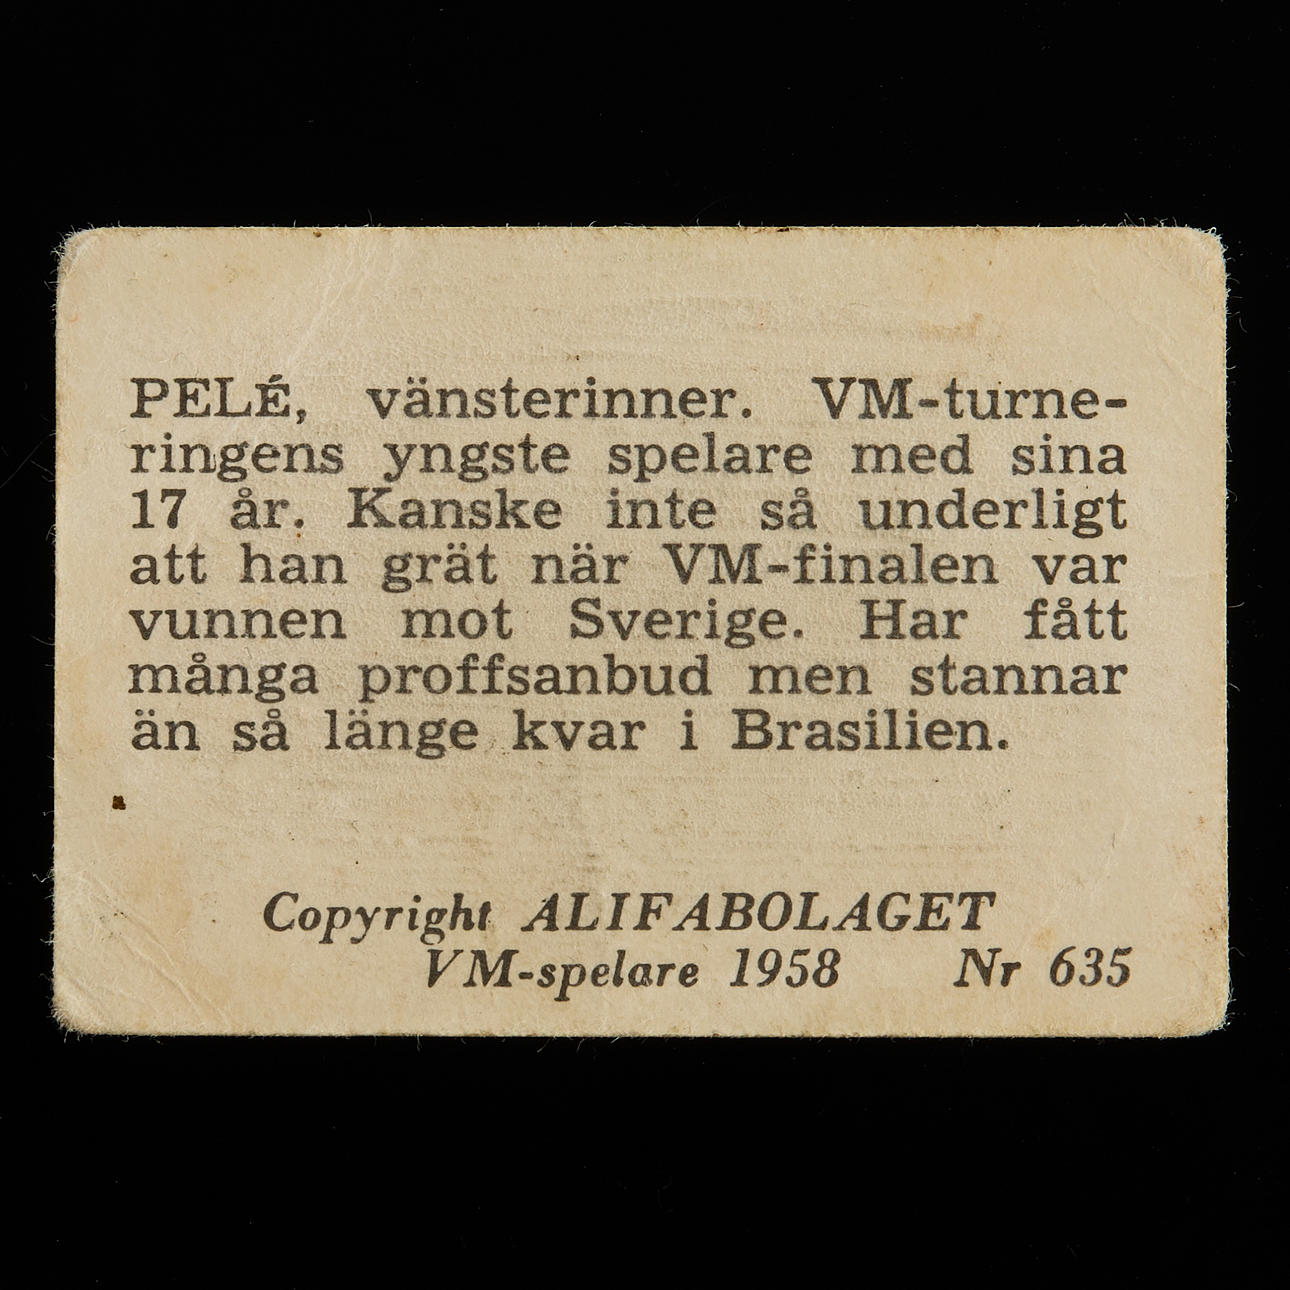 PELÉ, vänsterinner. VM-turne-
ringens yngste spelare med sina
17 år. Kanske inte så underligt
att han grät när VM-finalen var
vunnen mot Sverige. Har fått
många proffsanbud men stannar
än så länge kvar i Brasilien.
Copyright ALIFABOLAGET
VM-spelare 1958 Nr 635